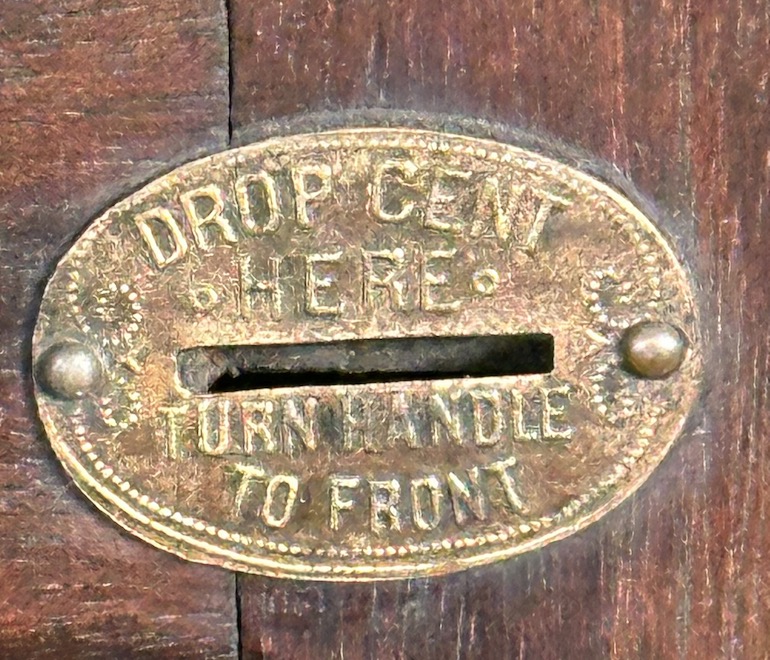 DROP CENT
HERE
TURN HANDLE
TO FRONT